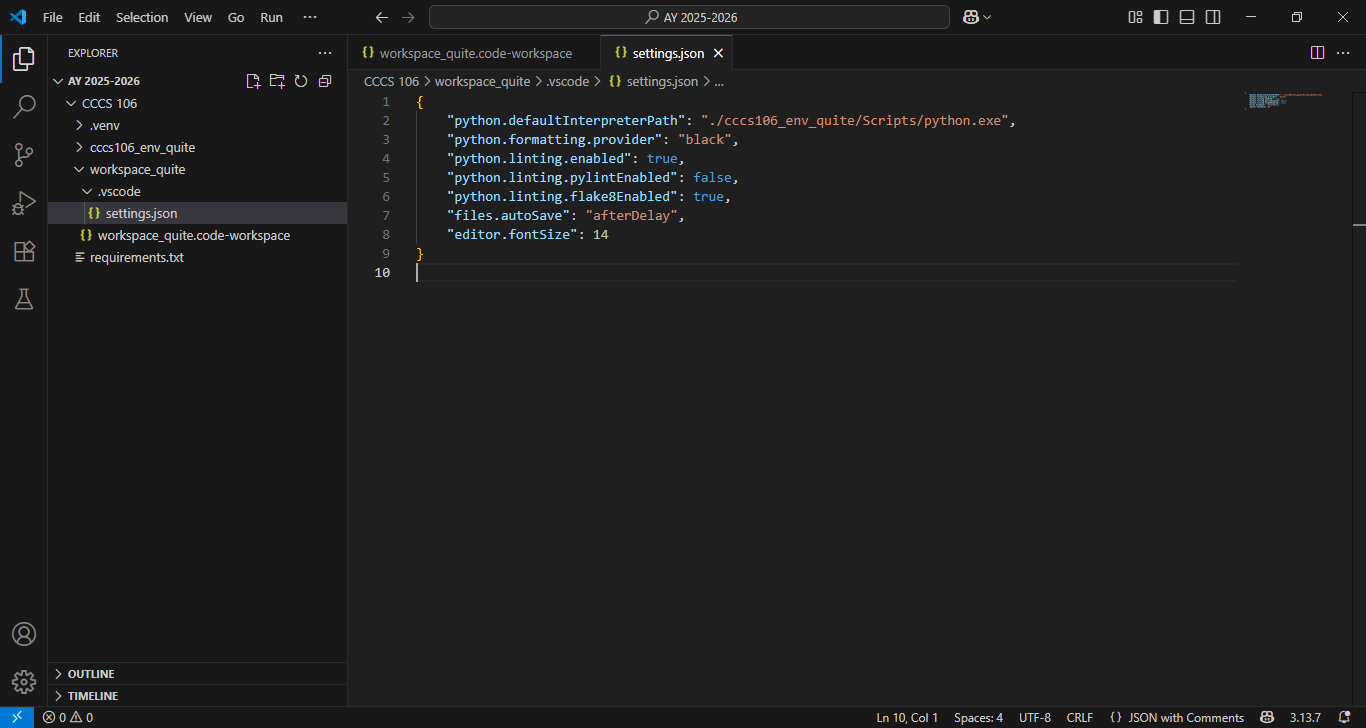 File Edit Selection View Go Run ···
AY 2025-2026
EXPLORER
AY 2025-2026
CCCS 106
.venv
cccs106_env_quite
workspace_quite
.vscode
{} settings.json
{} workspace_quite.code-workspace
requirements.txt
OUTLINE
TIMELINE
{} workspace_quite.code-workspace
{} settings.json
CCCS 106 > workspace_quite > .vscode > {} settings.json > ...
1 {
2 "python.defaultInterpreterPath": "./cccs106_env_quite/Scripts/python.exe",
3 "python.formatting.provider": "black",
4 "python.linting.enabled": true,
5 "python.linting.pylintEnabled": false,
6 "python.linting.flake8Enabled": true,
7 "files.autoSave": "afterDelay",
8 "editor.fontSize": 14
9 }
10
0 0
Ln 10, Col 1 Spaces: 4 UTF-8 CRLF {} JSON with Comments 3.13.7